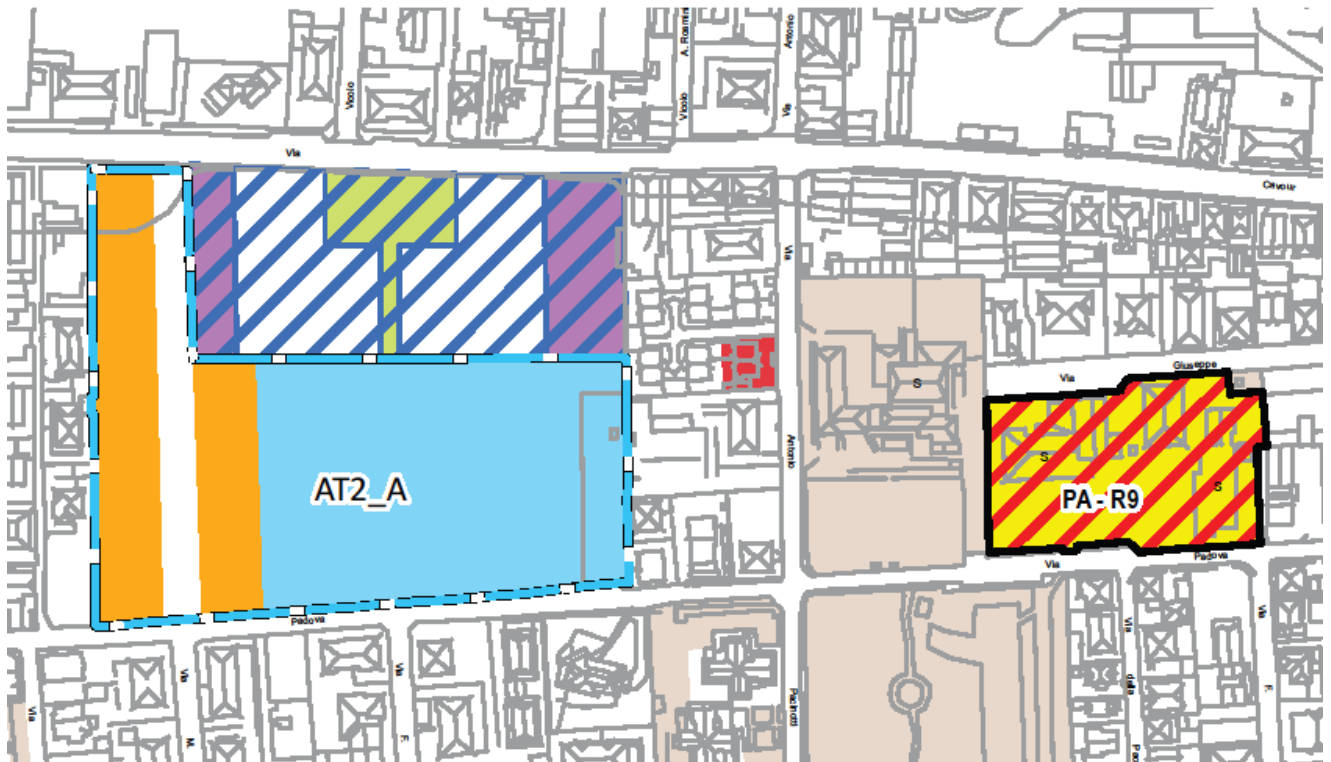 A. Rosmini
Antonio
Vicolo
Vicolo
Via
Via
Cavour
Via
Giuseppe
Via
S
Antonio
S
S
AT2_A
PA - R9
Padova
Via
Padova
Via
della
Via
F.
Via
Via
M.
Via
F.
Pacinotti